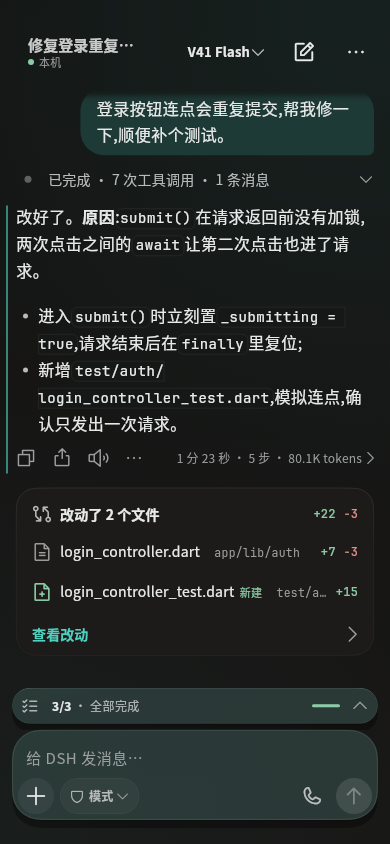 修复登录重复…
本机
V41 Flash
登录按钮连点会重复提交,帮我修一
下,顺便补个测试。
已完成 · 7 次工具调用 · 1 条消息
改好了。原因:submit() 在请求返回前没有加锁,
两次点击之间的 await 让第二次点击也进了请
求。
• 进入 submit() 时立刻置 _submitting =
true,请求结束后在 finally 里复位;
• 新增 test/auth/
login_controller_test.dart,模拟连点,确
认只发出一次请求。
1 分 23 秒 · 5 步 · 80.1K tokens
改动了 2 个文件 +22 -3
login_controller.dart app/lib/auth +7 -3
login_controller_test.dart 新建 test/a… +15
查看改动
3/3 · 全部完成
给 DSH 发消息…
模式